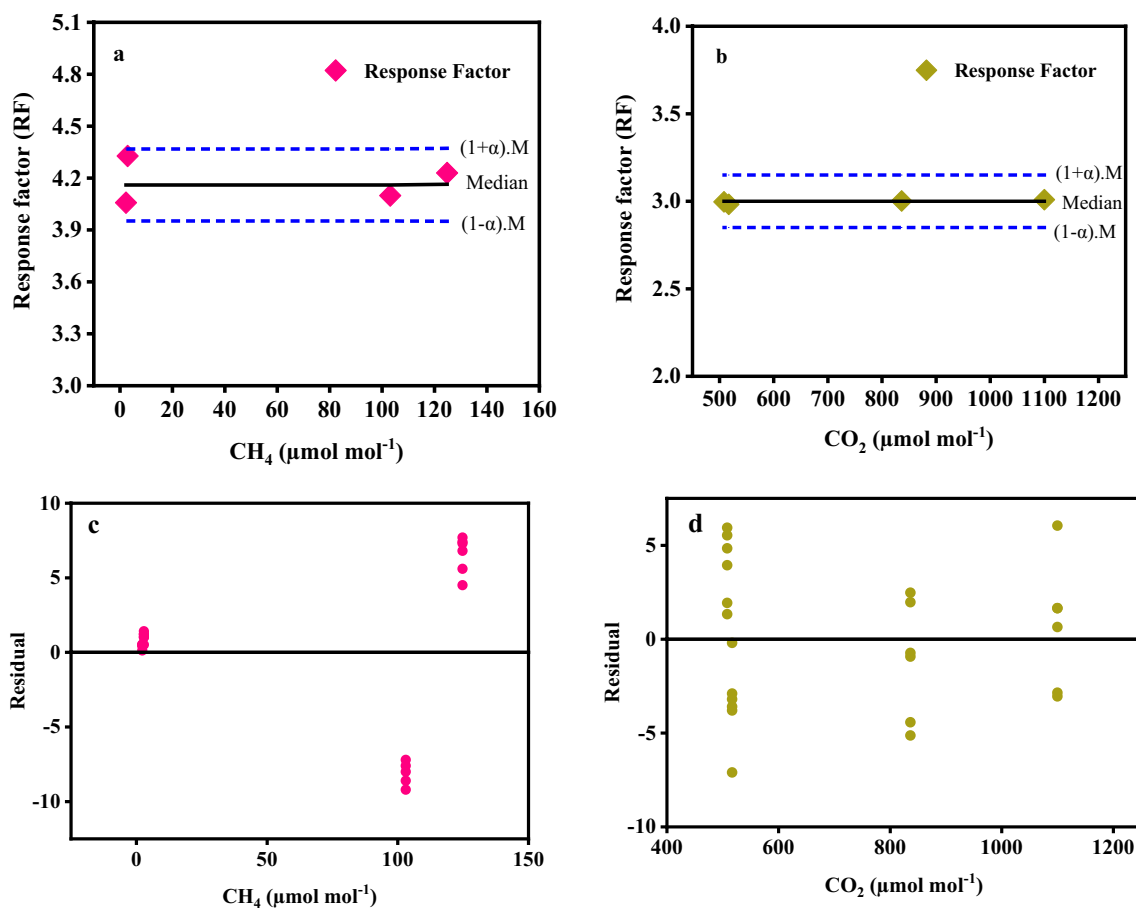 a
Response Factor
5.1
4.8
4.5
4.2
3.9
3.6
3.3
3.0
Response factor (RF)
(1+α).M
Median
(1-α).M
0 20 40 60 80 100 120 140 160
CH₄ (μmol mol⁻¹)
b
Response Factor
4.0
3.5
3.0
2.5
2.0
Response factor (RF)
(1+α).M
Median
(1-α).M
500 600 700 800 900 1000 1100 1200
CO₂ (μmol mol⁻¹)
c
10
5
0
-5
-10
Residual
0 50 100 150
CH₄ (μmol mol⁻¹)
d
5
0
-5
-10
Residual
400 600 800 1000 1200
CO₂ (μmol mol⁻¹)